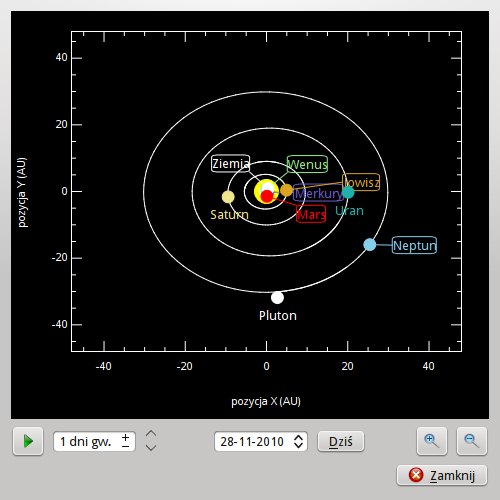 pozycja Y (AU)
40
20
0
-20
-40
Ziemia
Wenus
Jowisz
Merkury
Saturn
Mars
Uran
Neptun
Pluton
-40
-20
0
20
40
pozycja X (AU)
1 dni gw.
28-11-2010
Dziś
Zamknij